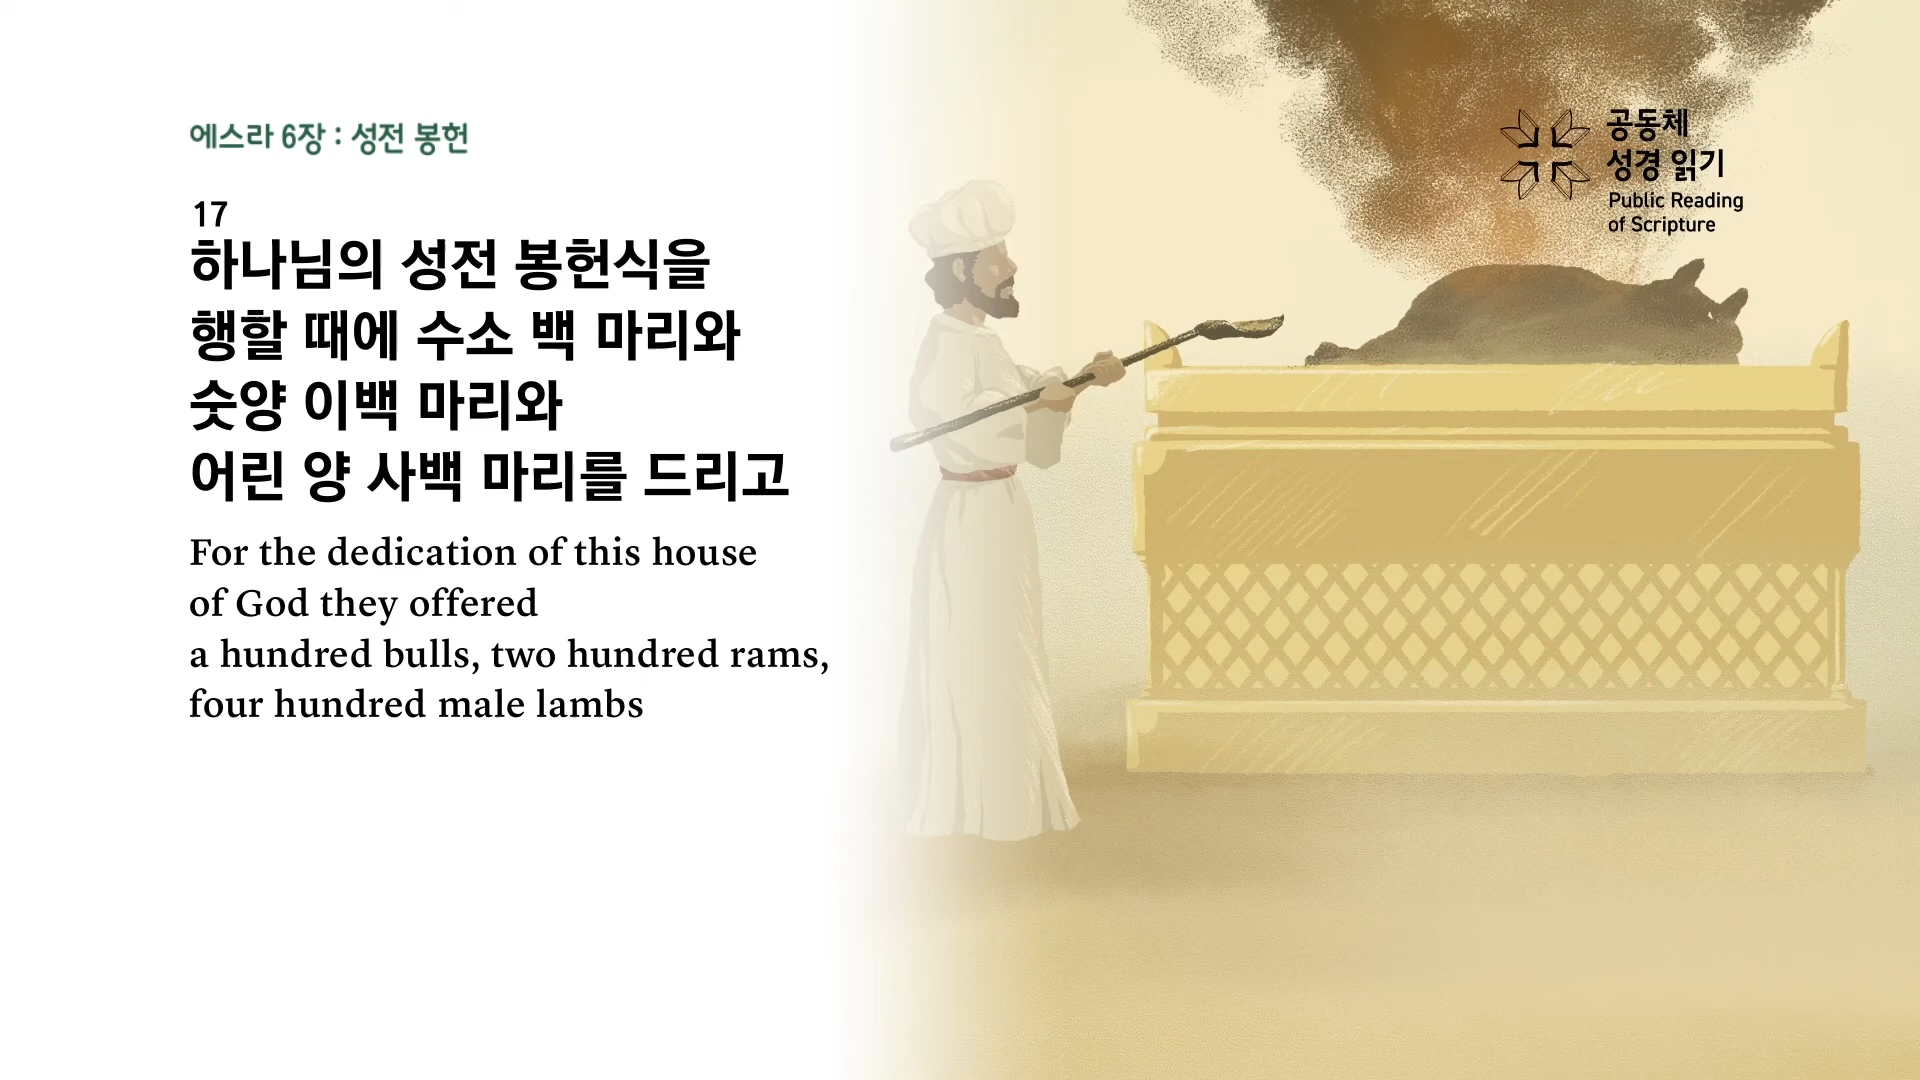 에스라 6장 : 성전 봉헌
17
하나님의 성전 봉헌식을
행할 때에 수소 백 마리와
숫양 이백 마리와
어린 양 사백 마리를 드리고
For the dedication of this house
of God they offered
a hundred bulls, two hundred rams,
four hundred male lambs
공동체
성경 읽기
Public Reading
of Scripture